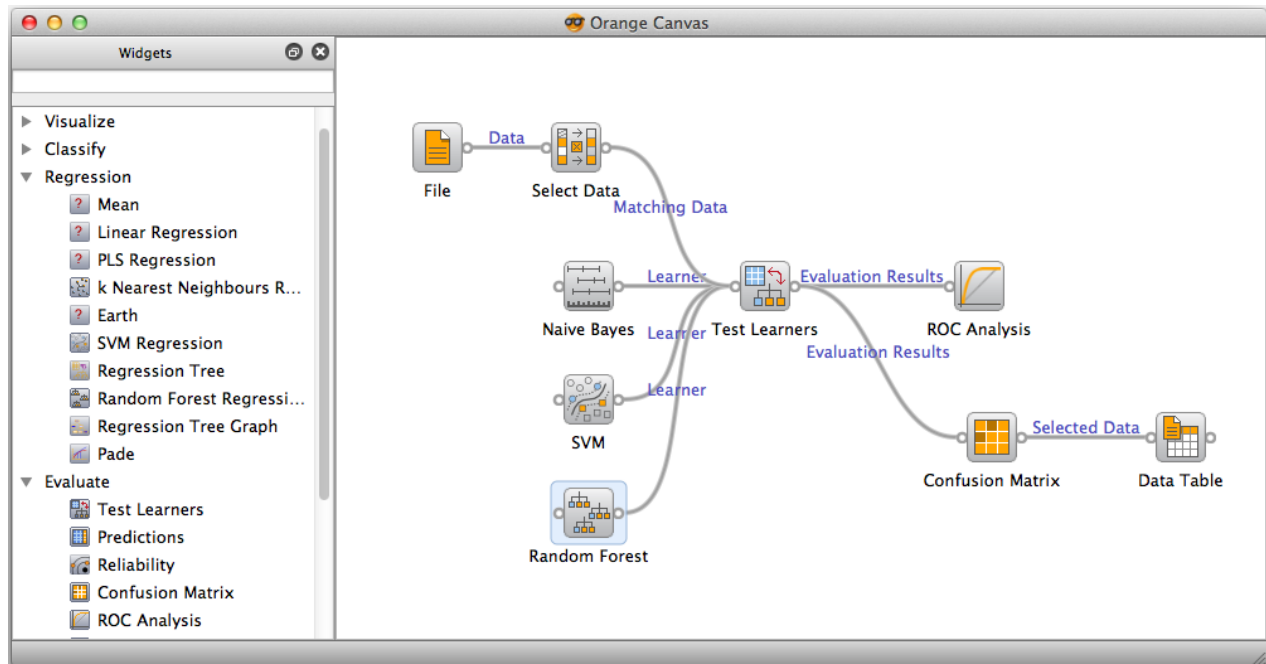 Orange Canvas
Widgets
Visualize
Classify
Regression
Mean
Linear Regression
PLS Regression
k Nearest Neighbours R...
Earth
SVM Regression
Regression Tree
Random Forest Regressi...
Regression Tree Graph
Pade
Evaluate
Test Learners
Predictions
Reliability
Confusion Matrix
ROC Analysis
Data
File
Select Data
Matching Data
Learner
Evaluation Results
Naive Bayes
Learner
Test Learners
ROC Analysis
Evaluation Results
Learner
SVM
Selected Data
Confusion Matrix
Data Table
Random Forest